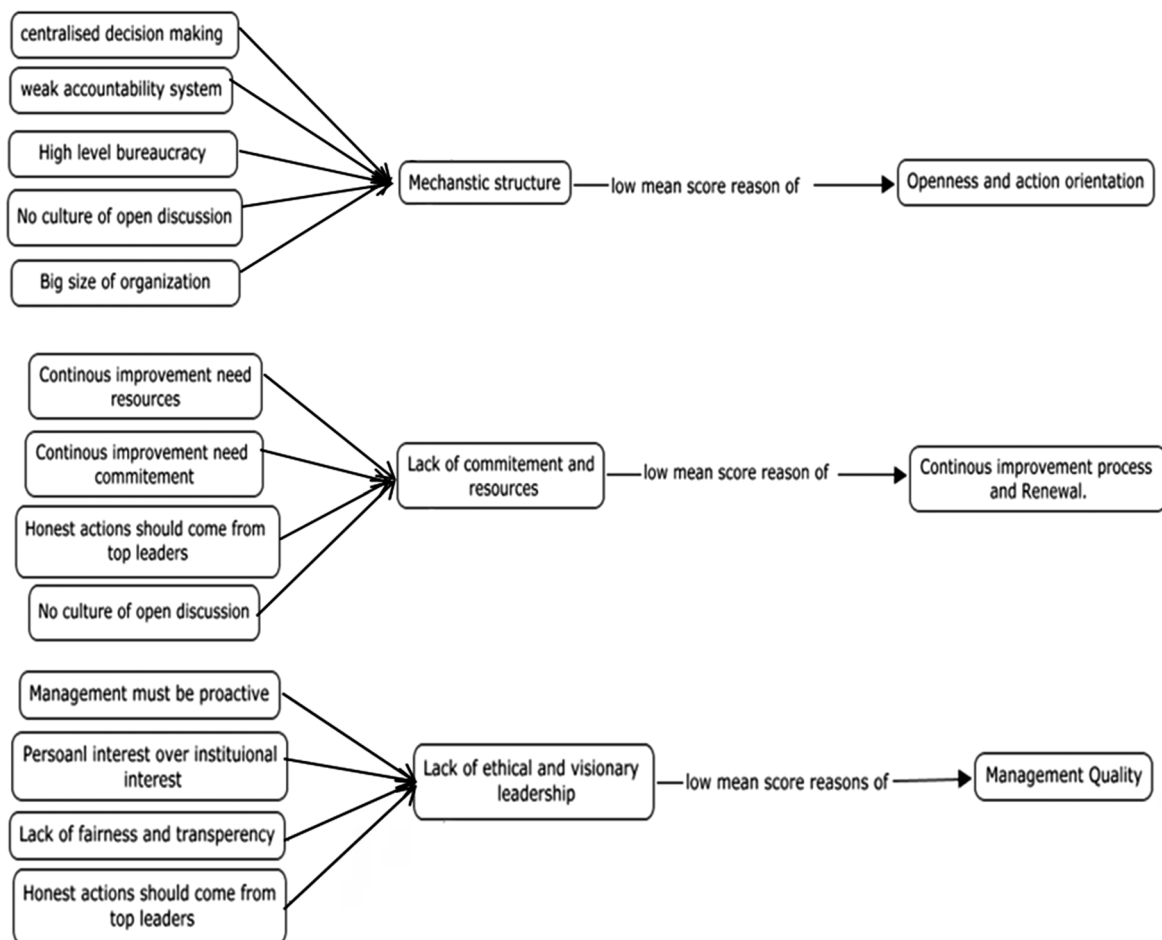 centralised decision making
weak accountability system
High level bureaucracy
No culture of open discussion
Big size of organization
Mechanstic structure
low mean score reason of
Openness and action orientation
Continous improvement need
resources
Continous improvement need
commitement
Honest actions should come from
top leaders
No culture of open discussion
Lack of commitement and
resources
low mean score reason of
Continous improvement process
and Renewal.
Management must be proactive
Persoanl interest over instituional
interest
Lack of fairness and transperency
Honest actions should come from
top leaders
Lack of ethical and visionary
leadership
low mean score reasons of
Management Quality